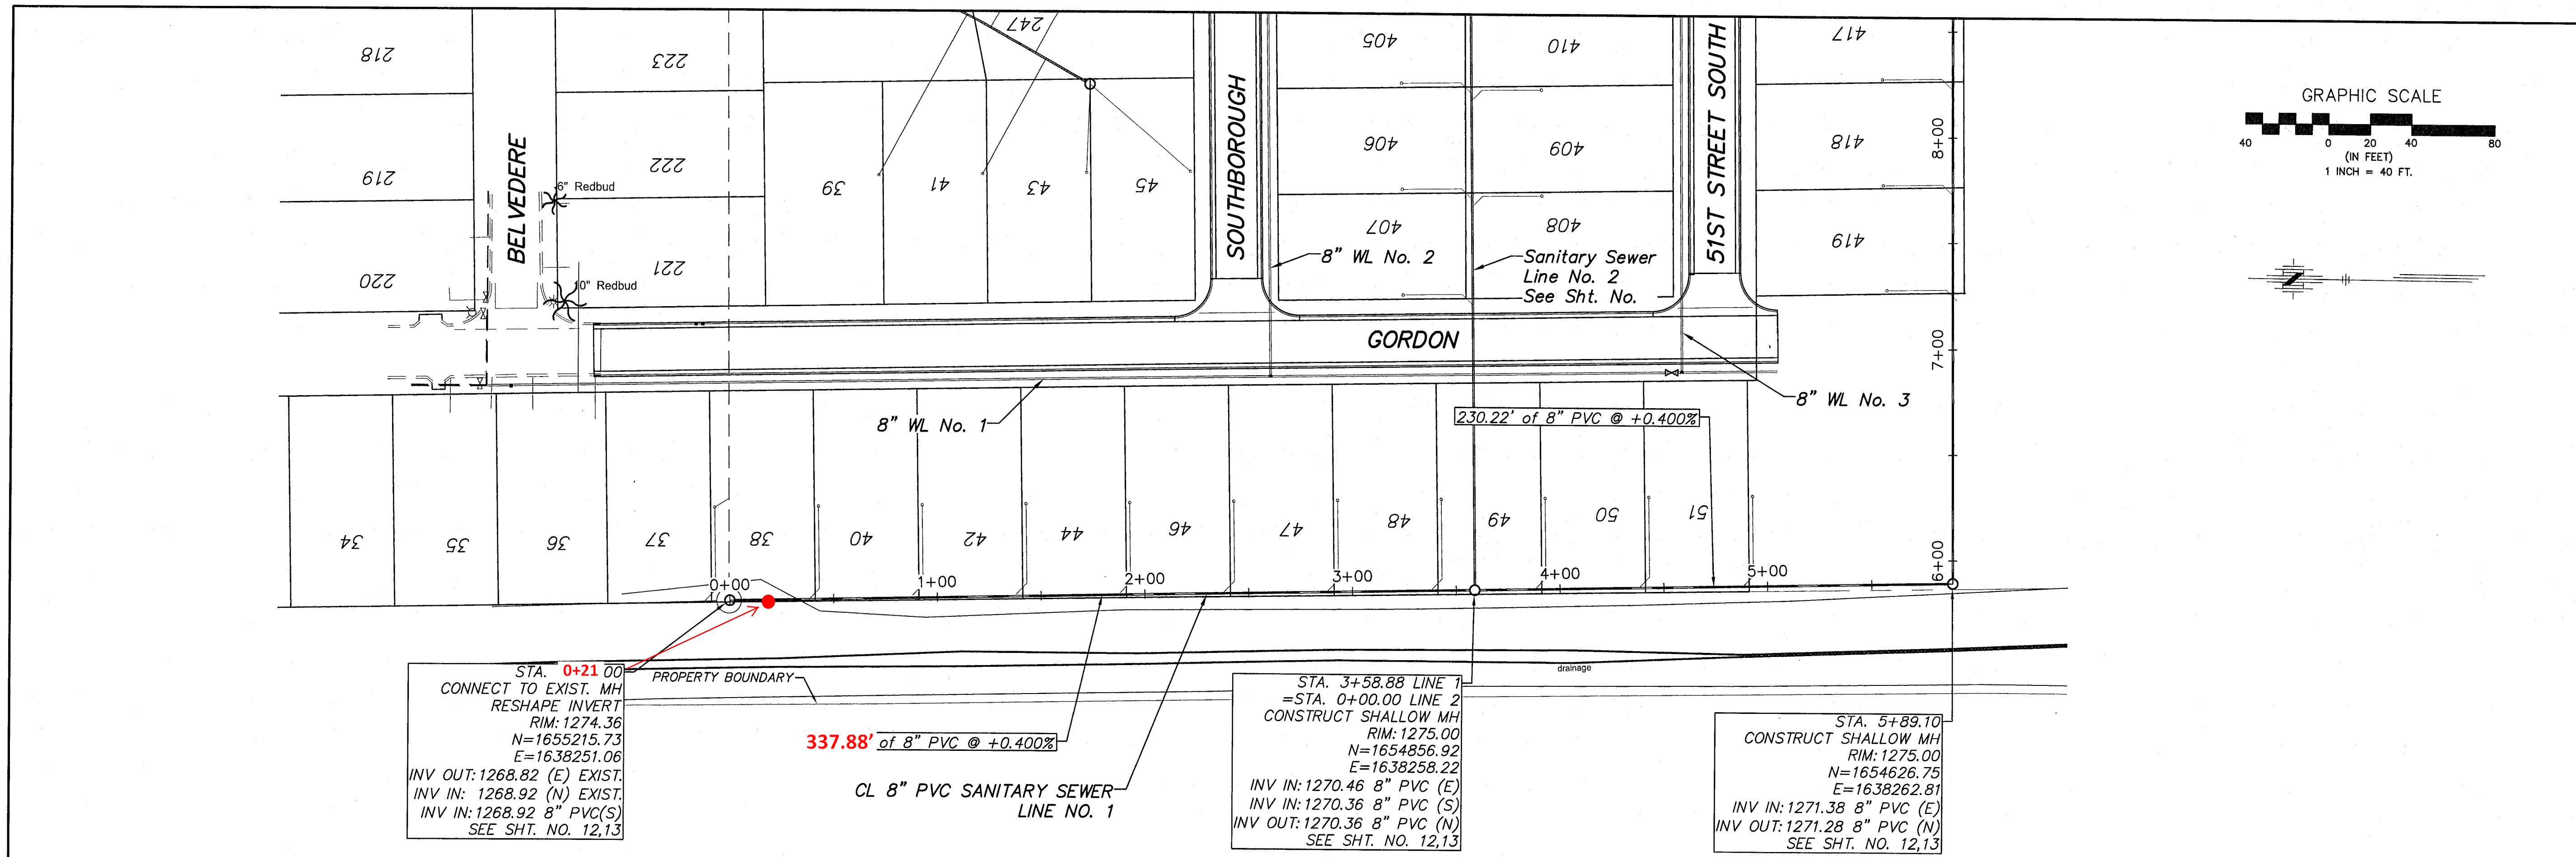 247
218
223
405
410
417
GRAPHIC SCALE
40 0 20 40 80
(IN FEET)
1 INCH = 40 FT.
BELVEDERE
SOUTHBOROUGH
51ST STREET SOUTH
8+00
219
222
39
41
43
45
406
409
418
6" Redbud
407
408
419
220
221
10" Redbud
8" WL No. 2
Sanitary Sewer
Line No. 2
See Sht. No.
GORDON
7+00
8" WL No. 1
8" WL No. 3
230.22' of 8" PVC @ +0.400%
34
35
36
37
38
40
42
44
46
47
48
49
50
51
0+00
1+00
2+00
3+00
4+00
5+00
6+00
STA. 0+21 00
CONNECT TO EXIST. MH
RESHAPE INVERT
RIM: 1274.36
N=1655215.73
E=1638251.06
INV OUT: 1268.82 (E) EXIST.
INV IN: 1268.92 (N) EXIST.
INV IN: 1268.92 8" PVC(S)
SEE SHT. NO. 12,13
PROPERTY BOUNDARY
drainage
337.88' of 8" PVC @ +0.400%
CL 8" PVC SANITARY SEWER
LINE NO. 1
STA. 3+58.88 LINE 1
=STA. 0+00.00 LINE 2
CONSTRUCT SHALLOW MH
RIM: 1275.00
N=1654856.92
E=1638258.22
INV IN: 1270.46 8" PVC (E)
INV IN: 1270.36 8" PVC (S)
INV OUT: 1270.36 8" PVC (N)
SEE SHT. NO. 12,13
STA. 5+89.10
CONSTRUCT SHALLOW MH
RIM: 1275.00
N=1654626.75
E=1638262.81
INV IN: 1271.38 8" PVC (E)
INV OUT: 1271.28 8" PVC (N)
SEE SHT. NO. 12,13